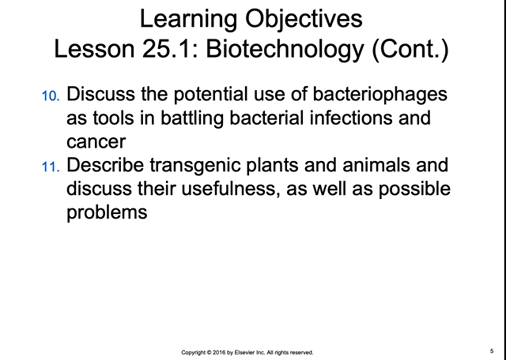 Learning Objectives
Lesson 25.1: Biotechnology (Cont.)
10. Discuss the potential use of bacteriophages
as tools in battling bacterial infections and
cancer
11. Describe transgenic plants and animals and
discuss their usefulness, as well as possible
problems
Copyright © 2016 by Elsevier Inc. All rights reserved.
5